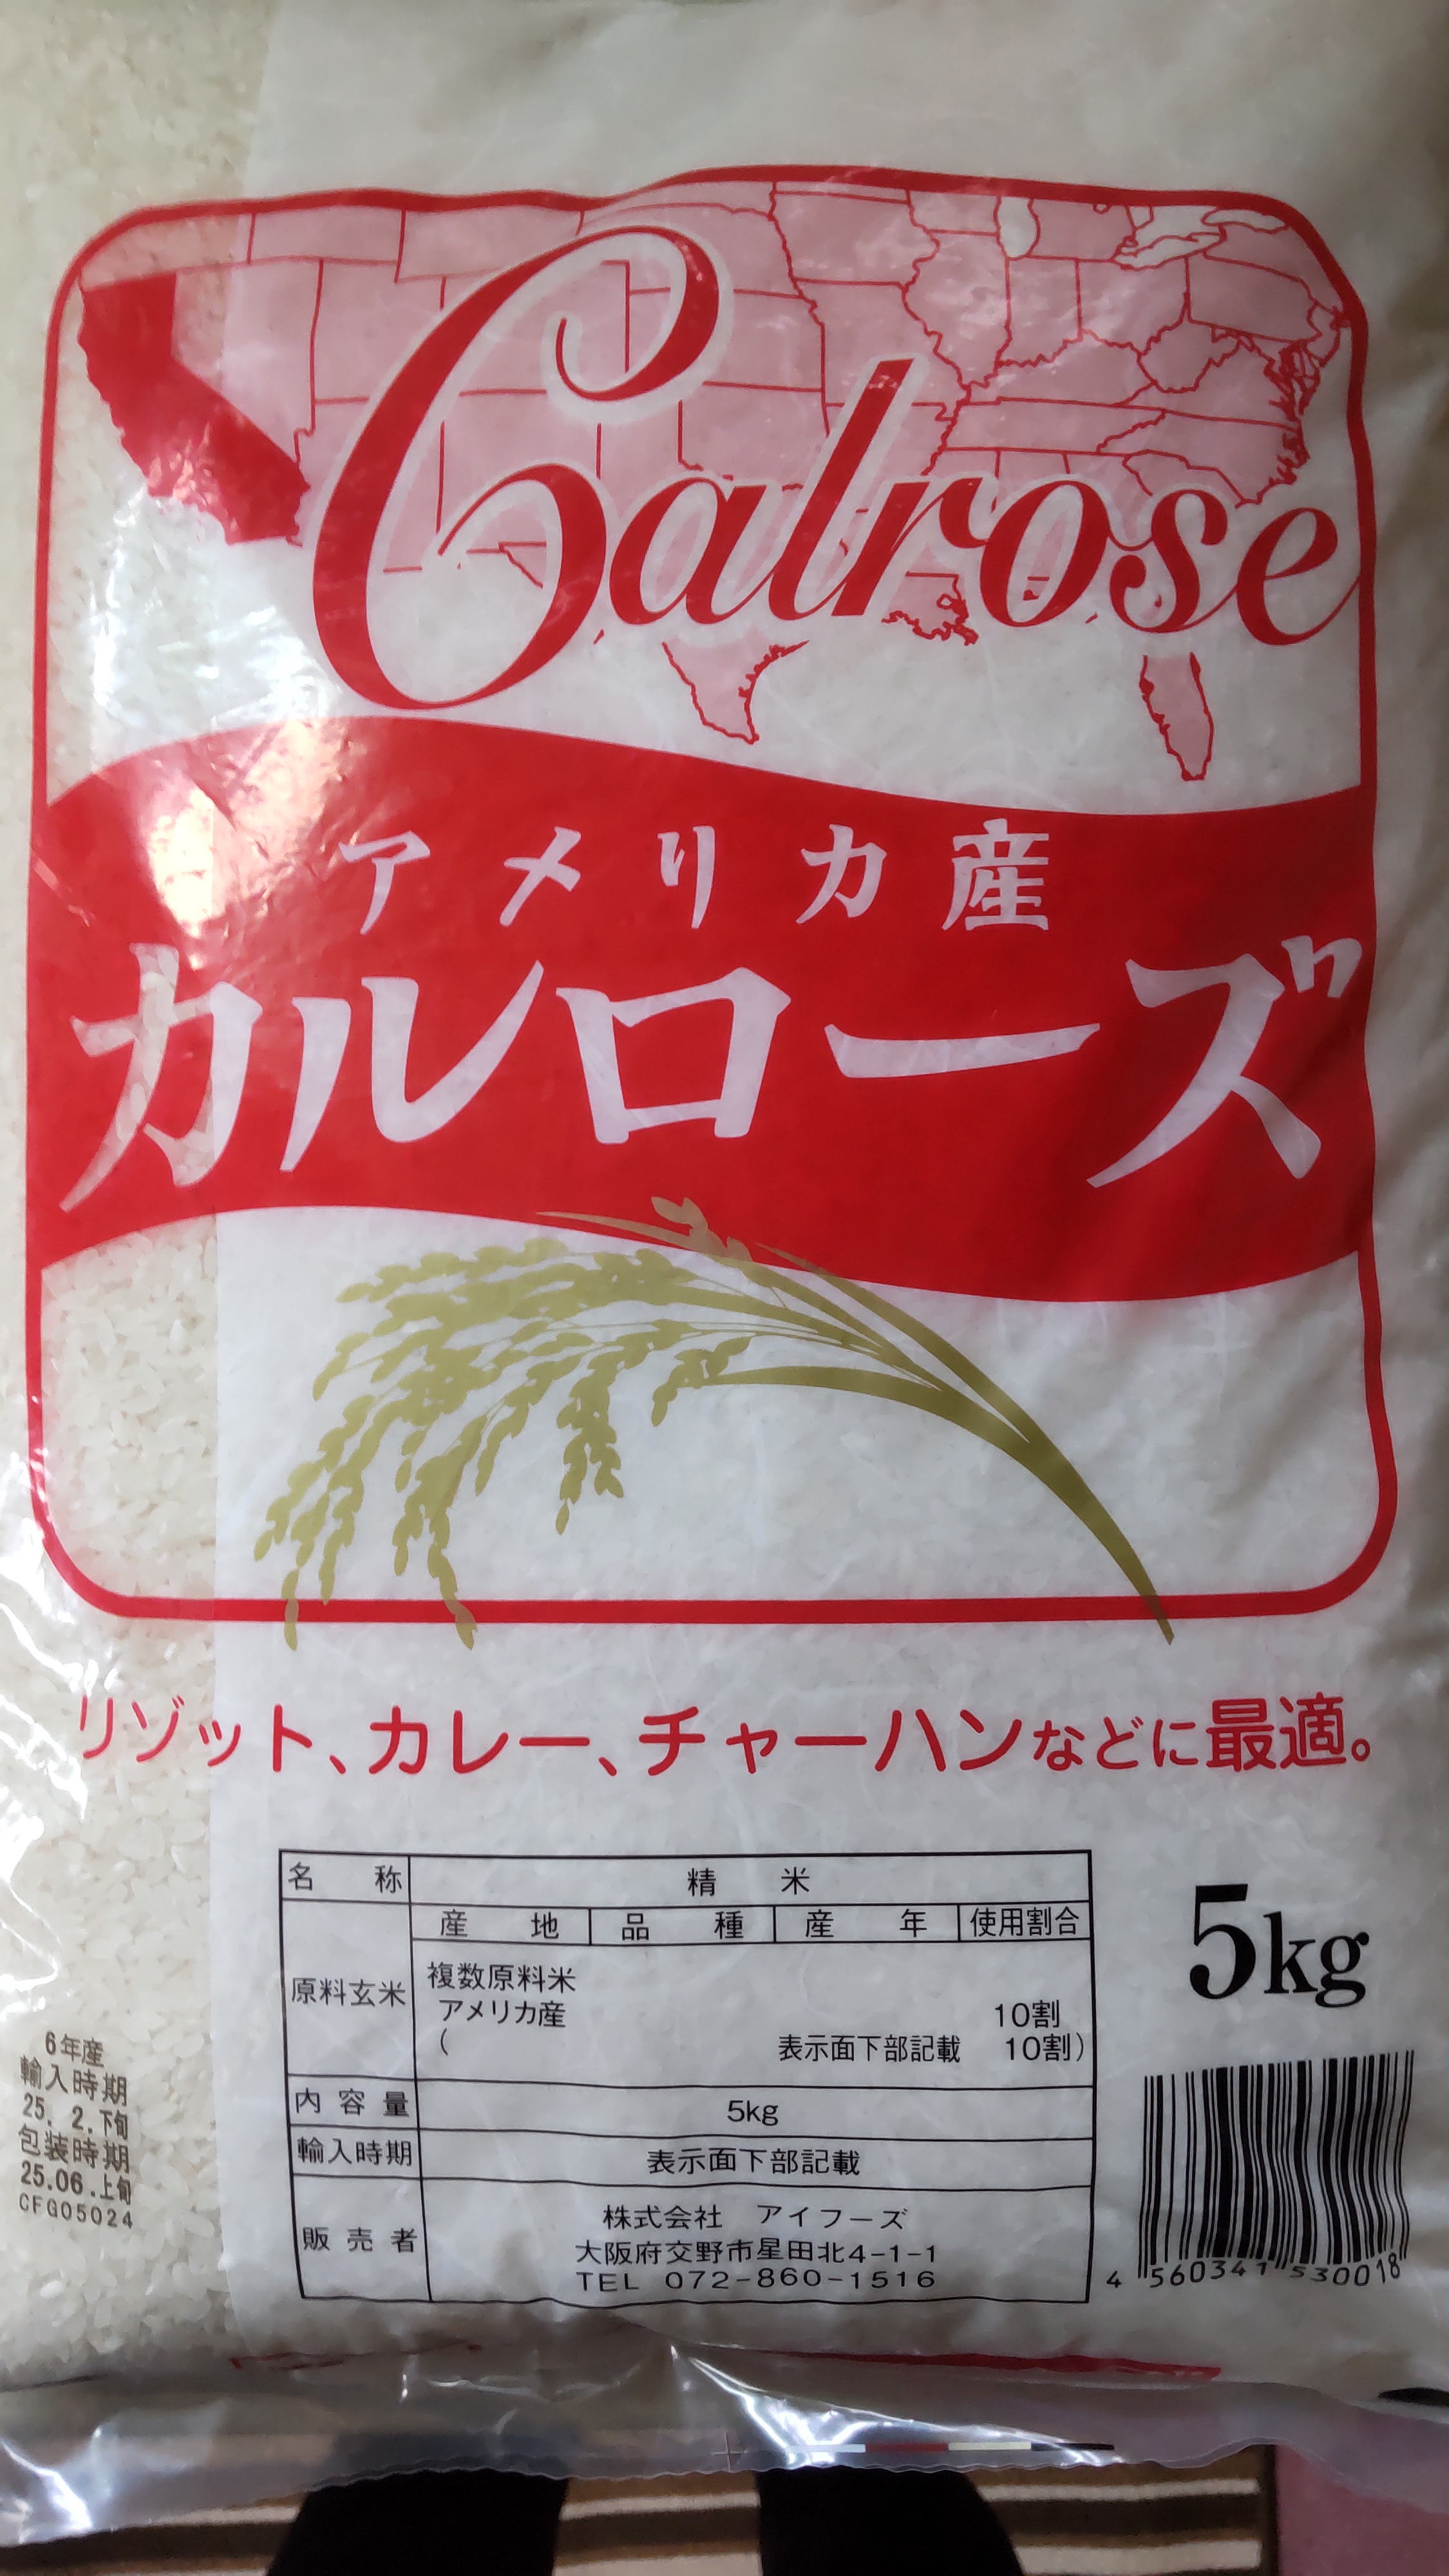 Calrose
アメリカ産
カルローズ
リゾット、カレー、チャーハンなどに最適。
名称 精米
産地 品種 産年 使用割合
原料玄米
複数原料米
アメリカ産 10割
( 表示面下部記載 10割)
内容量 5kg
輸入時期 表示面下部記載
販売者
株式会社 アイフーズ
大阪府交野市星田北4-1-1
TEL 072-860-1516
5kg
4 560341 530018
6年産
輸入時期
25. 2.下旬
包装時期
25.06.上旬
CFG05024